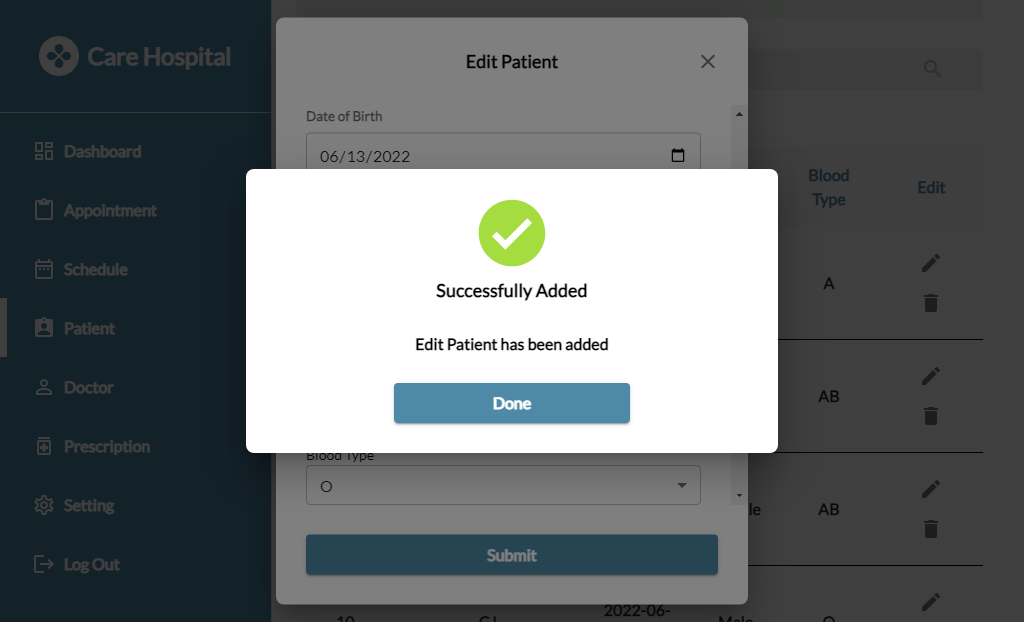 Care Hospital
Dashboard
Appointment
Schedule
Patient
Doctor
Prescription
Setting
Log Out
Edit Patient
Date of Birth
06/13/2022
Successfully Added
Edit Patient has been added
Done
Blood Type
O
Submit
Blood
Type
Edit
A
AB
le
AB
10
2022-06-
Male
O